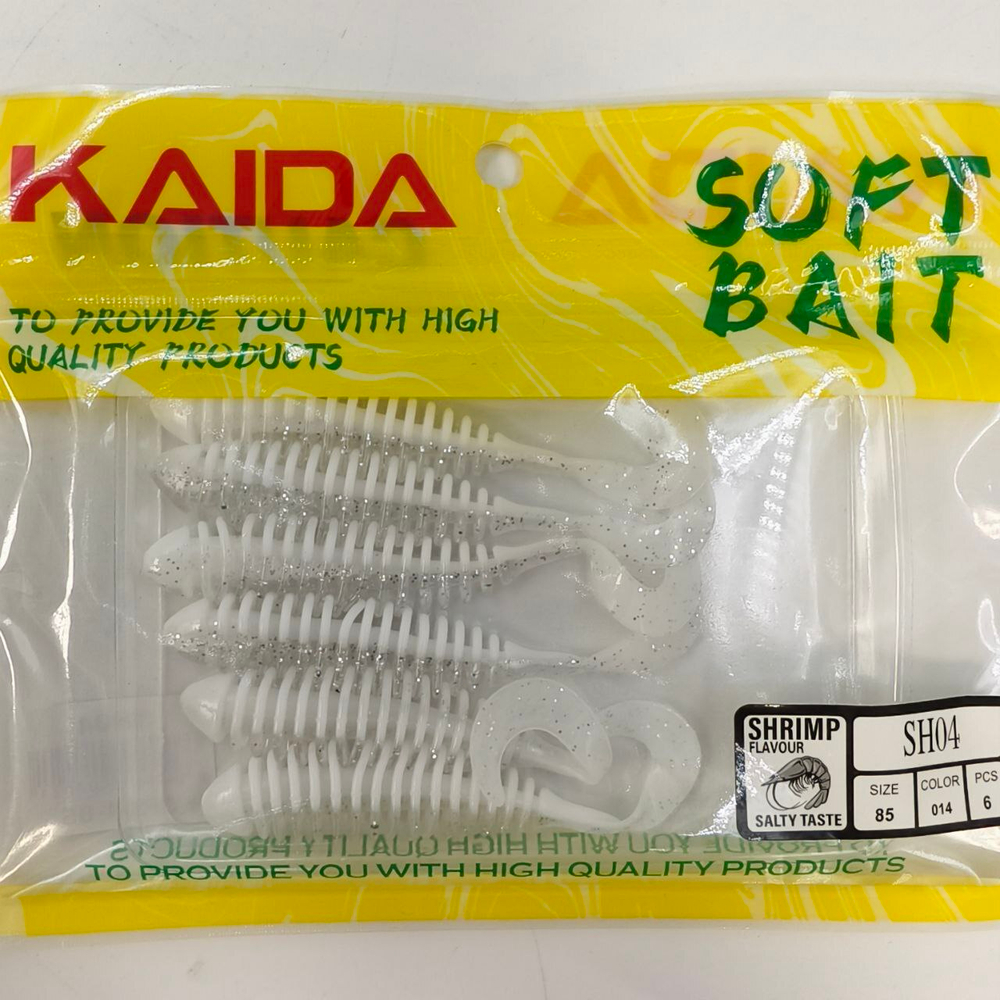 KAIDA
SOFT
BAIT
TO PROVIDE YOU WITH HIGH
QUALITY PRODUCTS
SHRIMP
FLAVOUR
SALTY TASTE
SH04
SIZE
85
COLOR
014
PCS
6
TO PROVIDE YOU WITH HIGH QUALITY PRODUCTS
TO PROVIDE YOU WITH HIGH QUALITY PRODUCTS